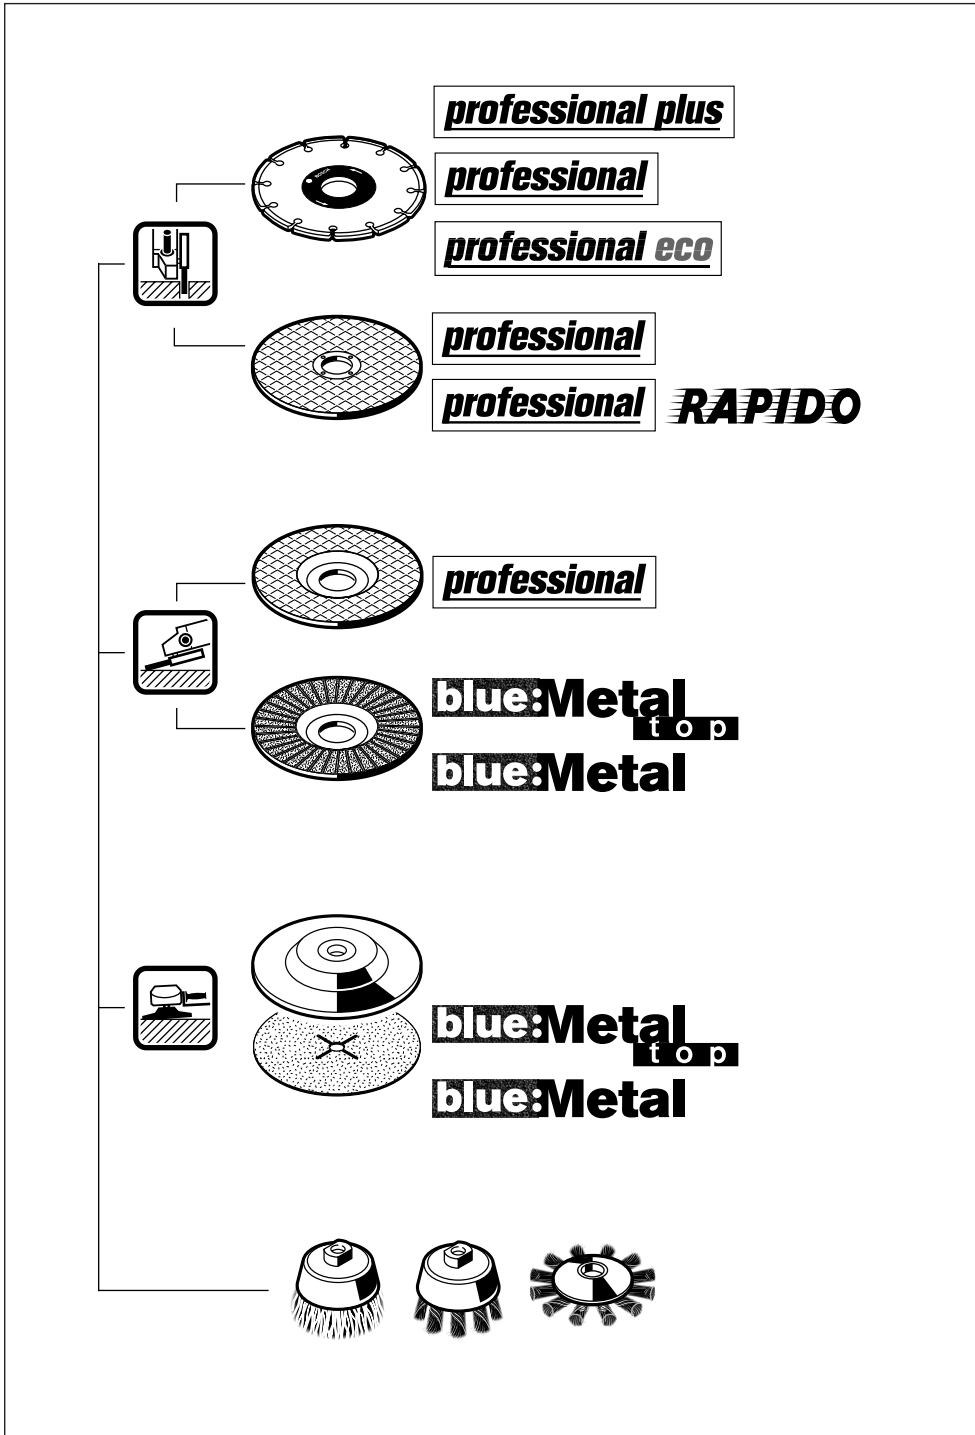 professional plus
BOSCH
professional
professional eco
professional
professional RAPIDO
professional
blue:Metal
top
blue:Metal
blue:Metal
top
blue:Metal